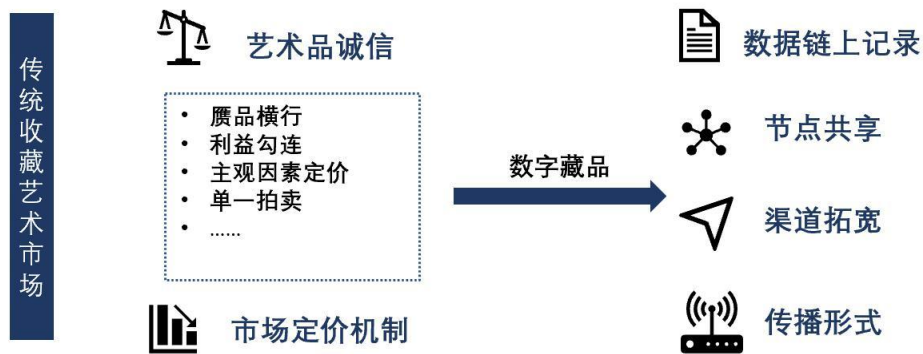 传统收藏艺术市场
艺术品诚信
• 赝品横行
• 利益勾连
• 主观因素定价
• 单一拍卖
• ……
市场定价机制
数字藏品
数据链上记录
节点共享
渠道拓宽
传播形式